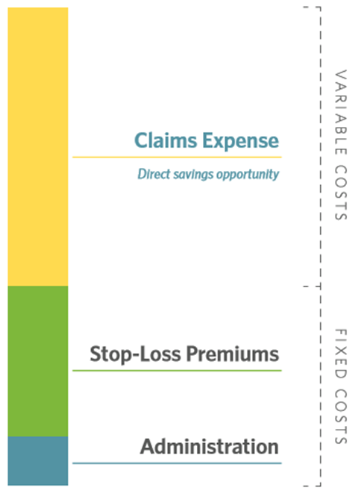 Claims Expense
Direct savings opportunity
VARIABLE COSTS
Stop-Loss Premiums
Administration
FIXED COSTS